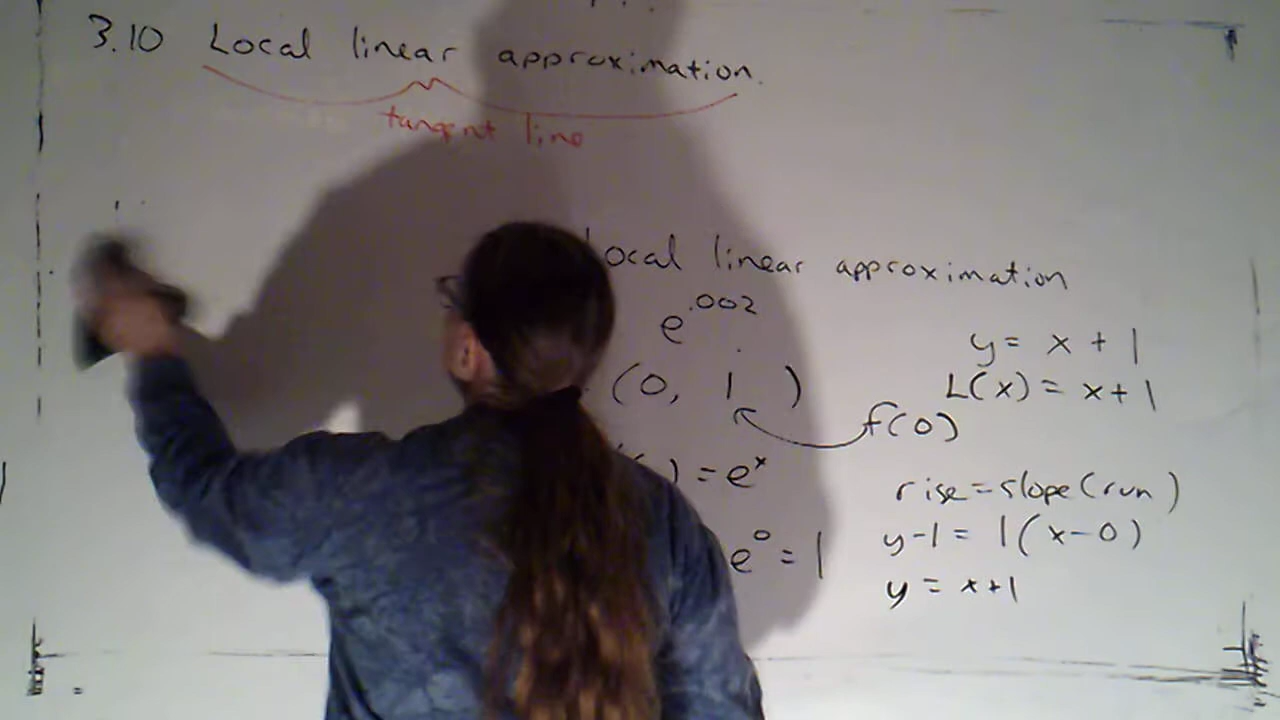 3.10 Local linear approximation.
tangent line
Local linear approximation
e^.002
(0, 1 )
f(0)
) = e^x
e^0 = 1
y = x + 1
L(x) = x+1
rise = slope(run )
y-1 = 1(x-0)
y = x+1